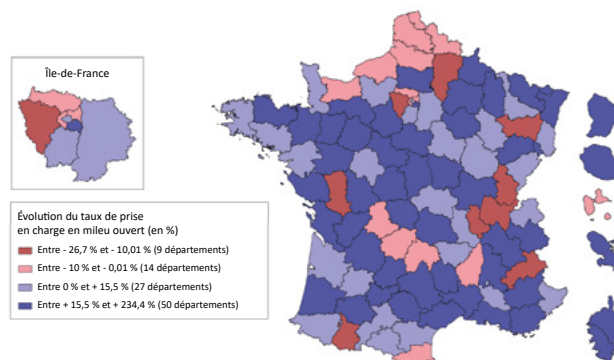 Île-de-France
Évolution du taux de prise
en charge en mileu ouvert (en %)
Entre - 26,7 % et - 10,01 % (9 départements)
Entre - 10 % et - 0,01 % (14 départements)
Entre 0 % et + 15,5 % (27 départements)
Entre + 15,5 % et + 234,4 % (50 départements)